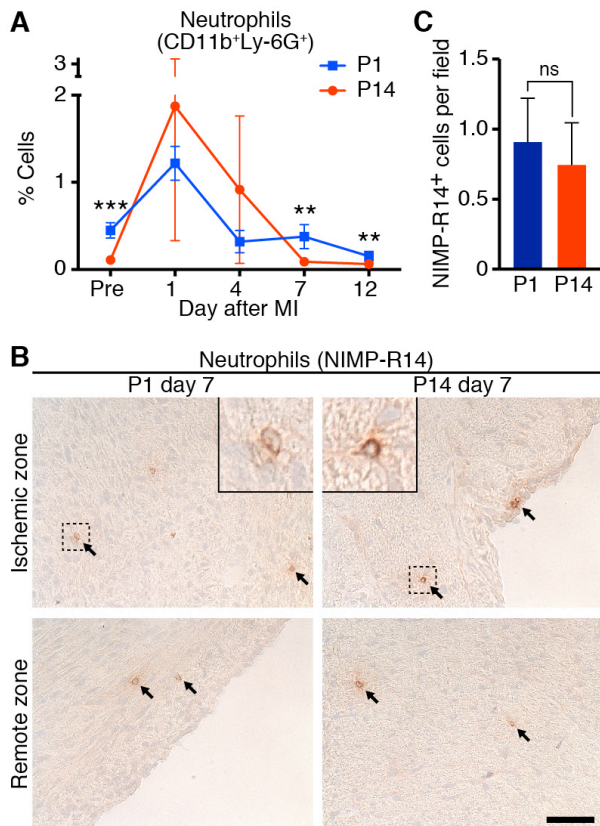 A
Neutrophils
(CD11b⁺Ly-6G⁺)
P1
P14
% Cells
3
2
1
0
***
**
**
Pre
1
4
7
12
Day after MI
C
NIMP-R14⁺ cells per field
1.5
1.0
0.5
0
ns
P1
P14
B
Neutrophils (NIMP-R14)
P1 day 7
P14 day 7
Ischemic zone
Remote zone